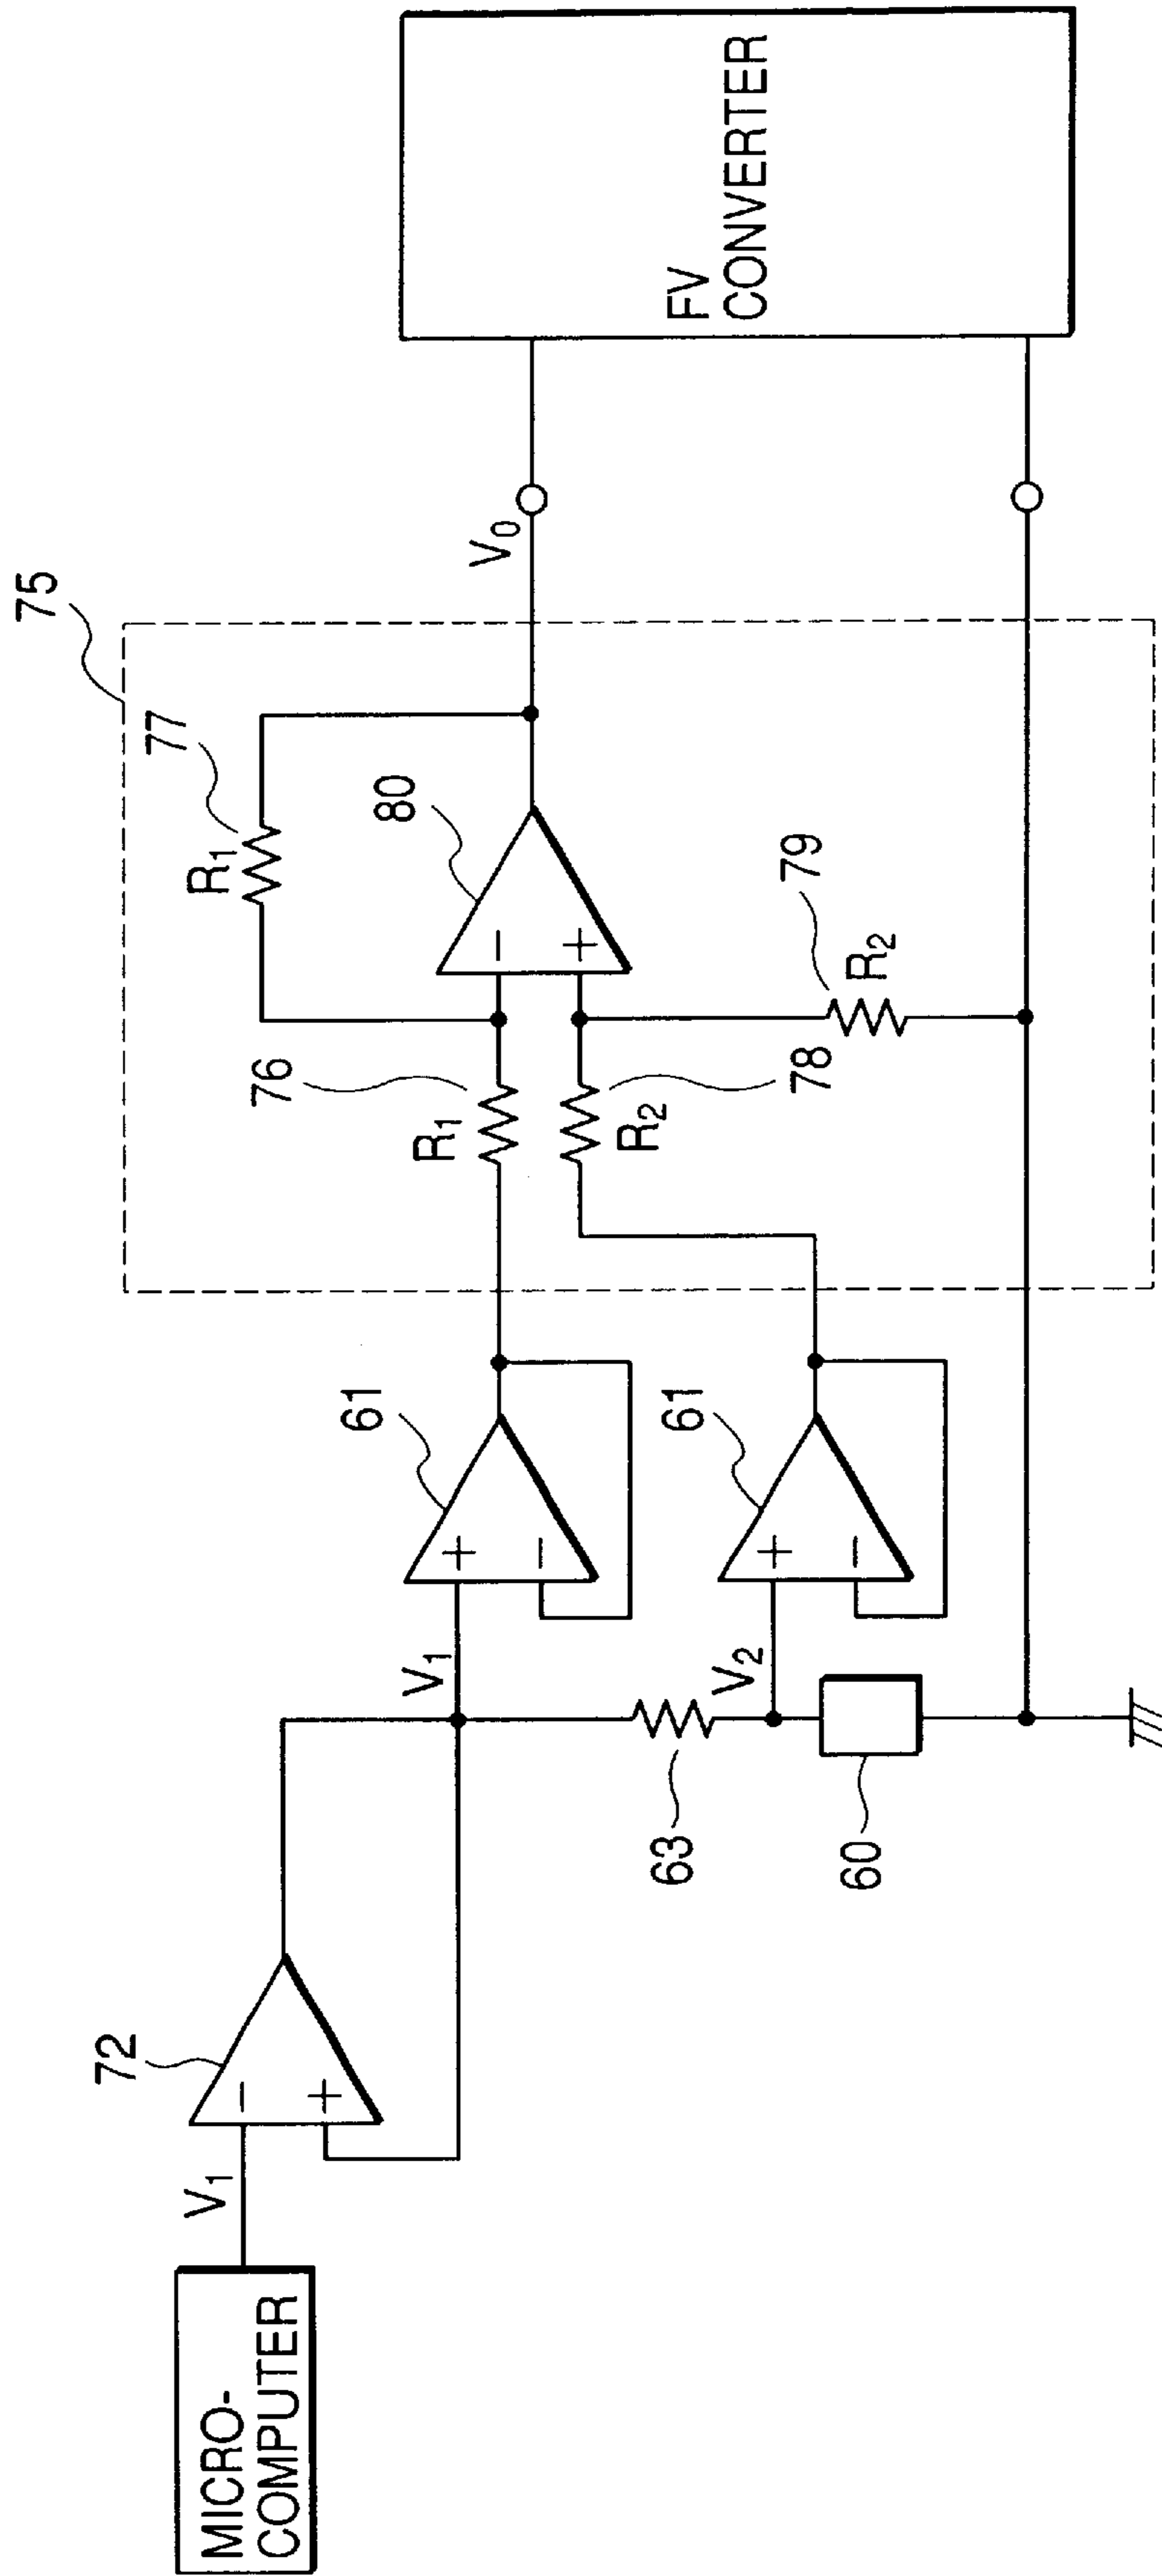 75
77
R1
80
V0
FV
CONVERTER
76
R1
−
+
79
R2
78
R2
61
+
−
61
+
−
V1
V2
63
60
72
−
+
V1
MICRO-
COMPUTER